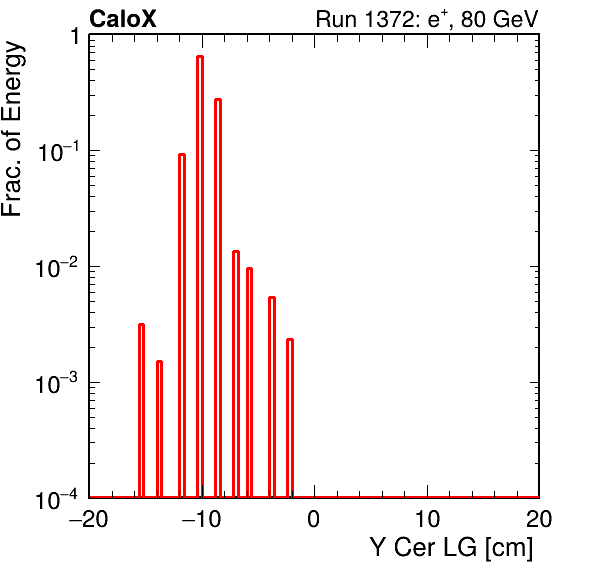 CaloX Run 1372: e⁺, 80 GeV
Frac. of Energy
1
10⁻¹
10⁻²
10⁻³
10⁻⁴
−20 −10 0 10 20
Y Cer LG [cm]